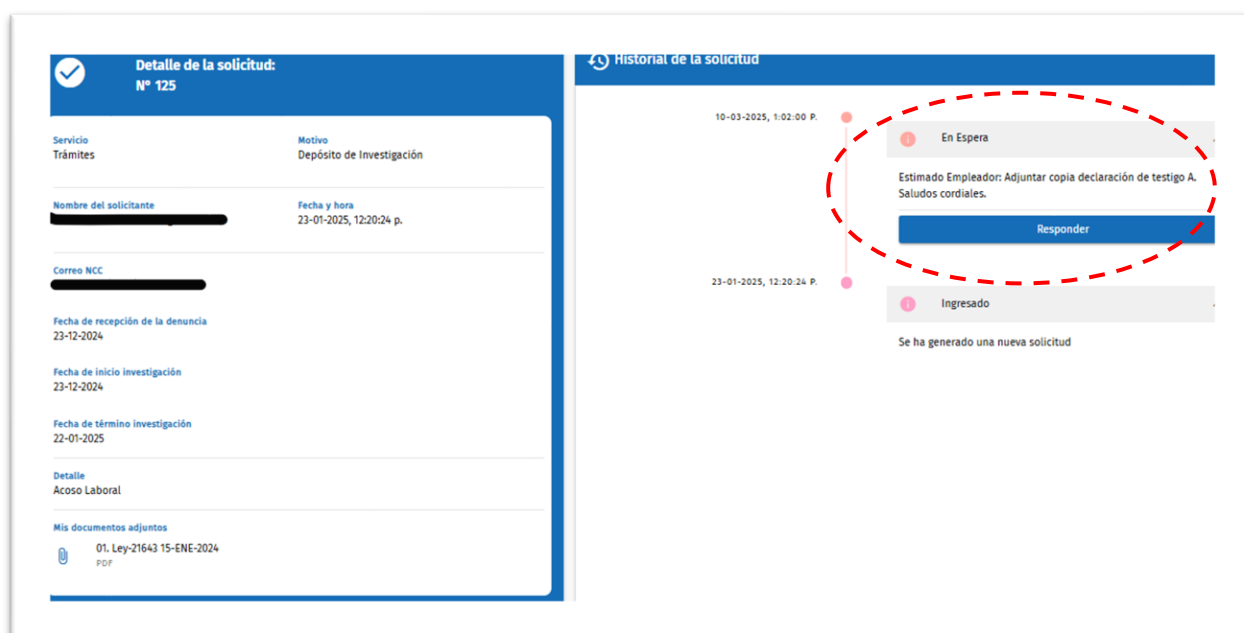 Detalle de la solicitud:
N° 125
Servicio
Trámites
Motivo
Depósito de Investigación
Nombre del solicitante
Fecha y hora
23-01-2025, 12:20:24 p.
Correo NCC
Fecha de recepción de la denuncia
23-12-2024
Fecha de inicio investigación
23-12-2024
Fecha de término investigación
22-01-2025
Detalle
Acoso Laboral
Mis documentos adjuntos
01. Ley-21643 15-ENE-2024
PDF
Historial de la solicitud
10-03-2025, 1:02:00 P.
En Espera
Estimado Empleador: Adjuntar copia declaración de testigo A.
Saludos cordiales.
Responder
23-01-2025, 12:20:24 P.
Ingresado
Se ha generado una nueva solicitud